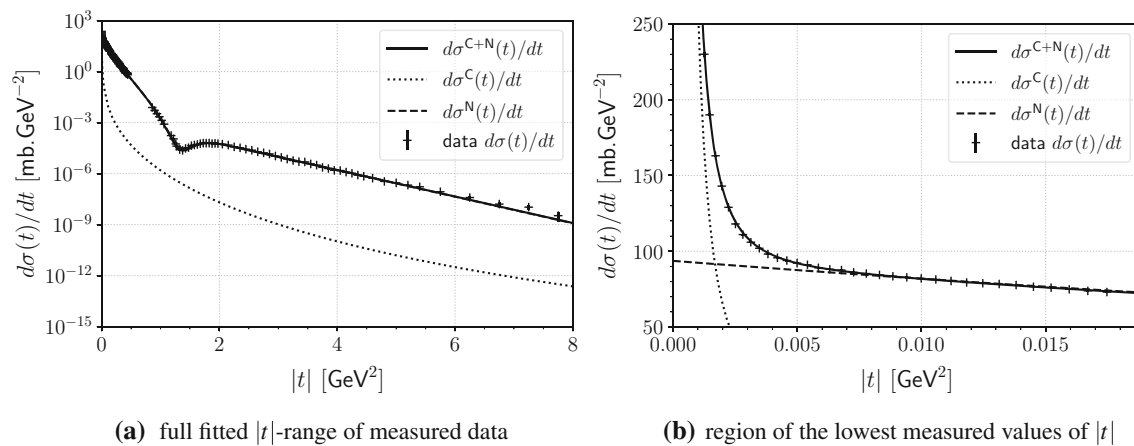 10^3
10^0
10^{-3}
10^{-6}
10^{-9}
10^{-12}
10^{-15}
dσ(t)/dt [mb.GeV^{-2}]
dσ^{C+N}(t)/dt
dσ^{C}(t)/dt
dσ^{N}(t)/dt
data dσ(t)/dt
0 2 4 6 8
|t| [GeV^2]
(a) full fitted |t|-range of measured data
250
200
150
100
50
dσ(t)/dt [mb.GeV^{-2}]
dσ^{C+N}(t)/dt
dσ^{C}(t)/dt
dσ^{N}(t)/dt
data dσ(t)/dt
0.000 0.005 0.010 0.015
|t| [GeV^2]
(b) region of the lowest measured values of |t|